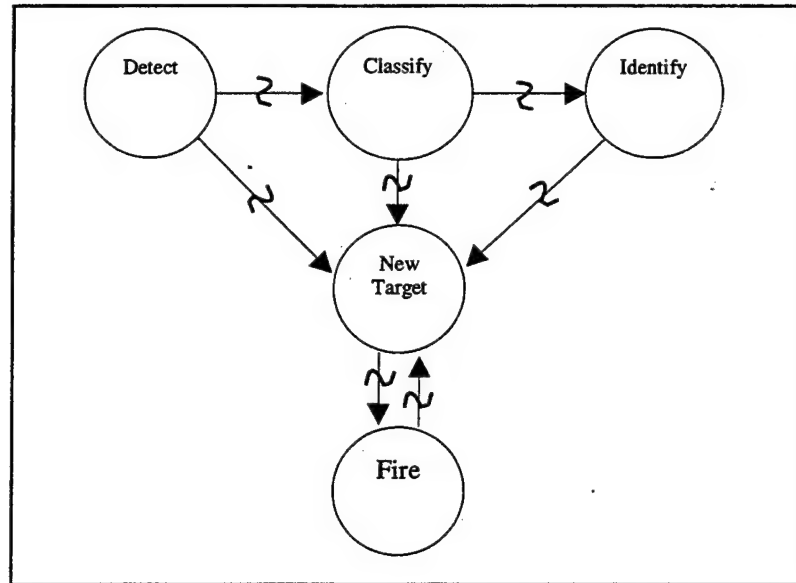 Detect
Classify
Identify
New
Target
Fire